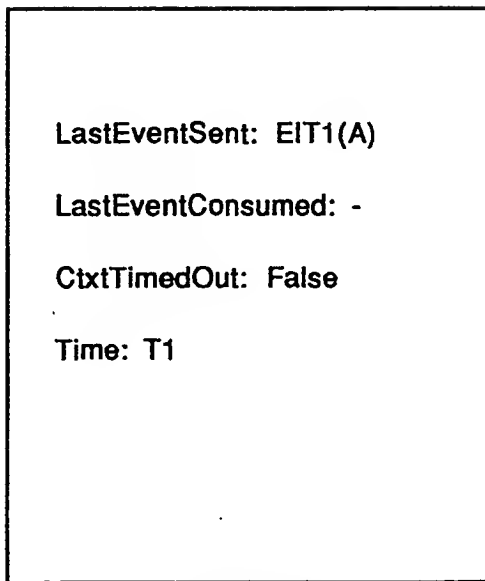 LastEventSent: EIT1(A)
LastEventConsumed: -
CtxtTimedOut: False
Time: T1